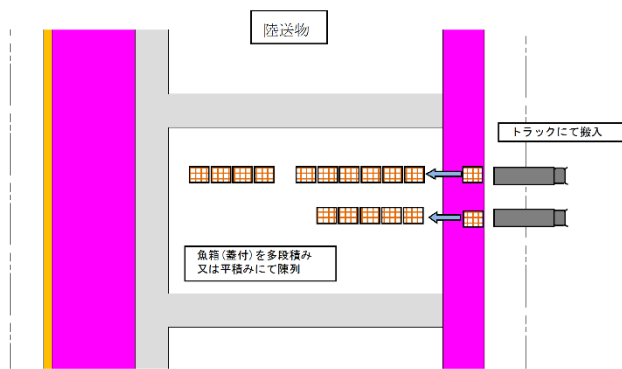 陸送物
トラックにて搬入
魚箱(蓋付)を多段積み
又は平積みにて陳列